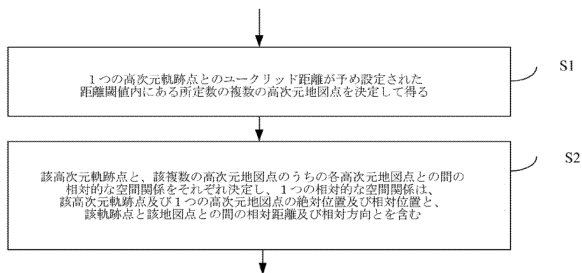 １つの高次元軌跡点とのユークリッド距離が予め設定された
距離閾値内にある所定数の複数の高次元地図点を決定して得る
S1
該高次元軌跡点と、該複数の高次元地図点のうちの各高次元地図点との間の
相対的な空間関係をそれぞれ決定し、１つの相対的な空間関係は、
該高次元軌跡点及び１つの高次元地図点の絶対位置及び相対位置と、
該軌跡点と該地図点との間の相対距離及び相対方向とを含む
S2